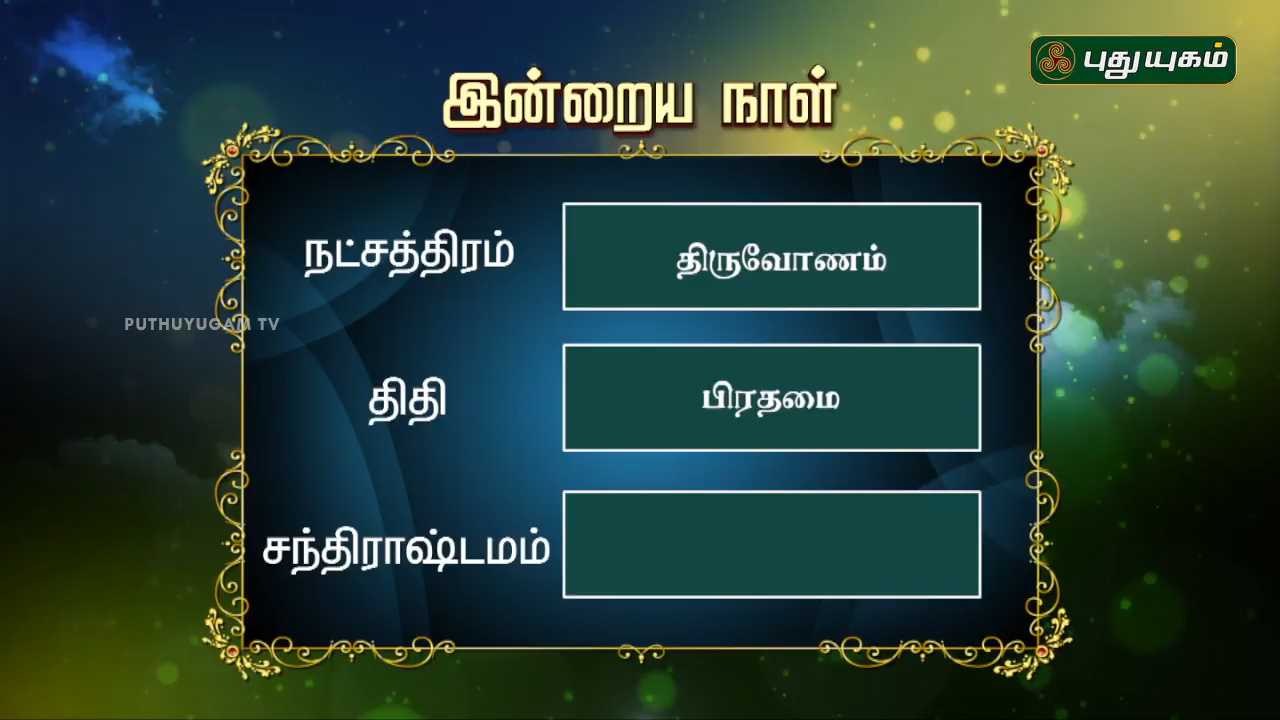 புதுயுகம்
இன்றைய நாள்
நட்சத்திரம்
திருவோணம்
PUTHUYUGAM TV
திதி
பிரதமை
சந்திராஷ்டமம்